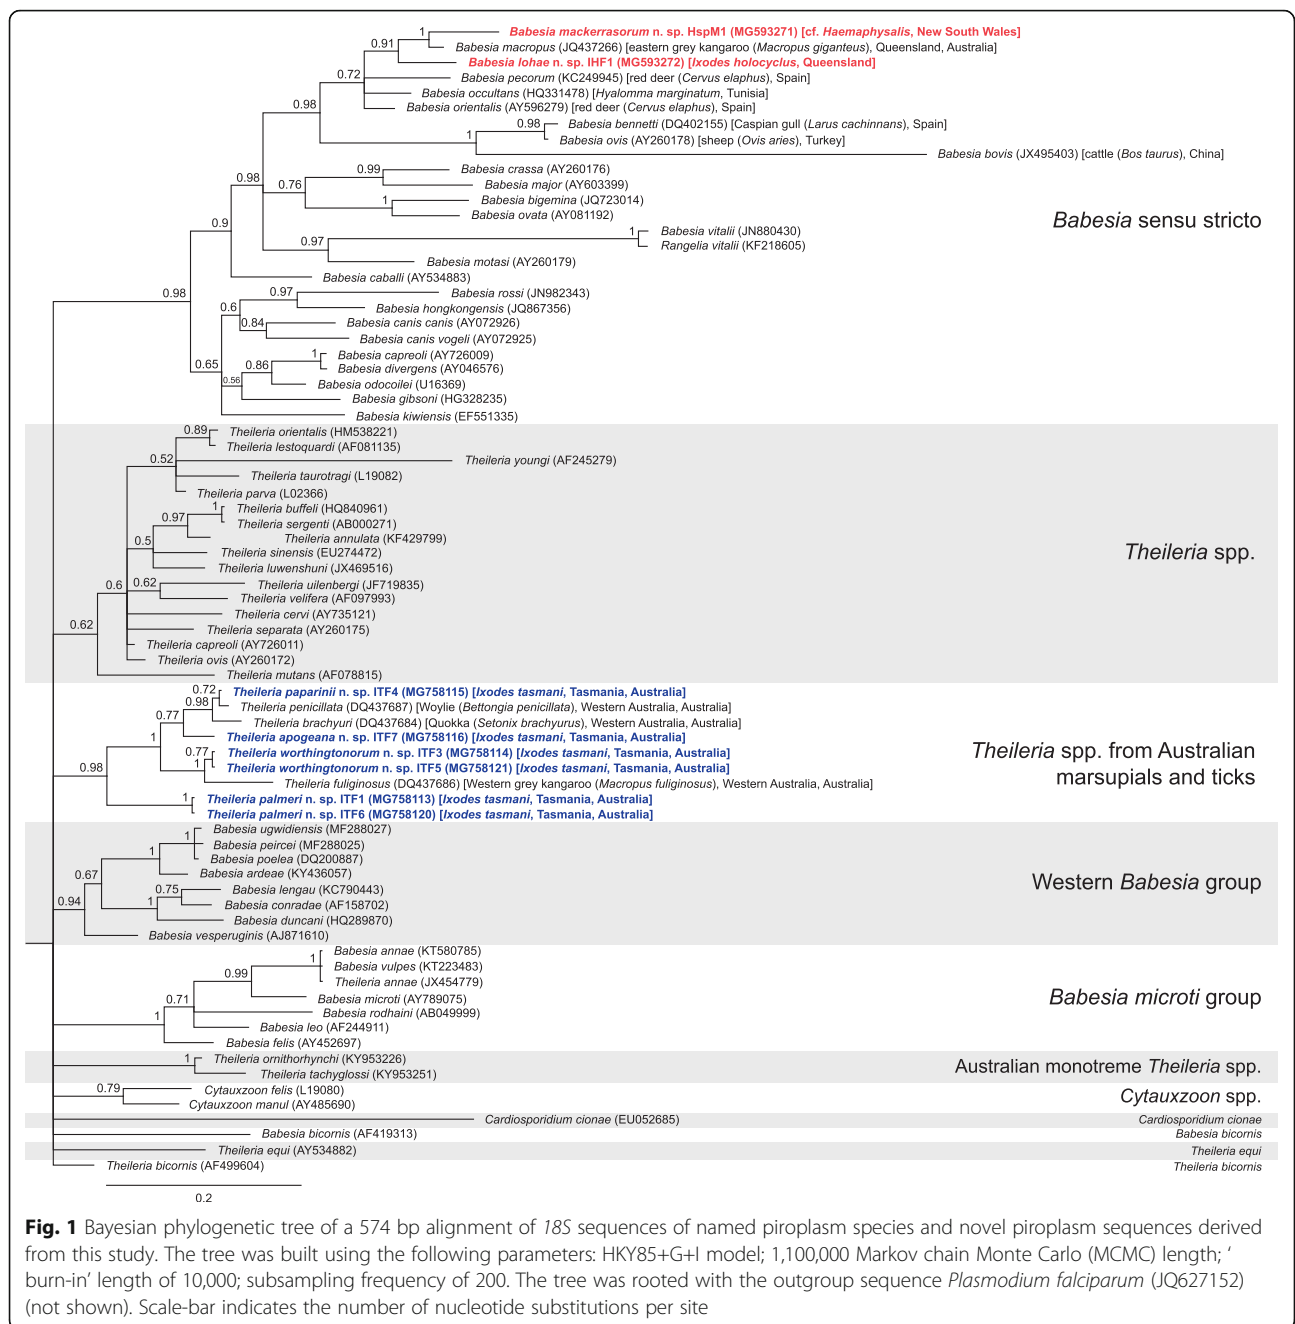 1
Babesia mackerrasorum n. sp. HspM1 (MG593271) [cf. Haemaphysalis, New South Wales]
0.91
Babesia macropus (JQ437266) [eastern grey kangaroo (Macropus giganteus), Queensland, Australia]
Babesia lohae n. sp. IHF1 (MG593272) [Ixodes holocyclus, Queensland]
0.72
Babesia pecorum (KC249945) [red deer (Cervus elaphus), Spain]
Babesia occultans (HQ331478) [Hyalomma marginatum, Tunisia]
0.98
Babesia orientalis (AY596279) [red deer (Cervus elaphus), Spain]
0.98
Babesia bennetti (DQ402155) [Caspian gull (Larus cachinnans), Spain]
1
Babesia ovis (AY260178) [sheep (Ovis aries), Turkey]
Babesia bovis (JX495403) [cattle (Bos taurus), China]
0.99
Babesia crassa (AY260176)
0.98
0.76
Babesia major (AY603399)
1
Babesia bigemina (JQ723014)
Babesia ovata (AY081192)
Babesia sensu stricto
0.9
1
Babesia vitalii (JN880430)
0.97
Rangelia vitalii (KF218605)
Babesia motasi (AY260179)
Babesia caballi (AY534883)
0.98
0.97
Babesia rossi (JN982343)
0.6
Babesia hongkongensis (JQ867356)
0.84
Babesia canis canis (AY072926)
Babesia canis vogeli (AY072925)
1
Babesia capreoli (AY726009)
0.65
0.86
Babesia divergens (AY046576)
0.56
Babesia odocoilei (U16369)
Babesia gibsoni (HG328235)
Babesia kiwiensis (EF551335)
0.89
Theileria orientalis (HM538221)
Theileria lestoquardi (AF081135)
0.52
Theileria youngi (AF245279)
Theileria taurotragi (L19082)
Theileria parva (L02366)
1
Theileria buffeli (HQ840961)
0.97
Theileria sergenti (AB000271)
Theileria annulata (KF429799)
0.5
Theileria sinensis (EU274472)
Theileria spp.
Theileria luwenshuni (JX469516)
0.6
0.62
Theileria uilenbergi (JF719835)
Theileria velifera (AF097993)
Theileria cervi (AY735121)
0.62
Theileria separata (AY260175)
Theileria capreoli (AY726011)
Theileria ovis (AY260172)
Theileria mutans (AF078815)
0.72
Theileria paparinii n. sp. ITF4 (MG758115) [Ixodes tasmani, Tasmania, Australia]
0.98
Theileria penicillata (DQ437687) [Woylie (Bettongia penicillata), Western Australia, Australia]
0.77
Theileria brachyuri (DQ437684) [Quokka (Setonix brachyurus), Western Australia, Australia]
1
Theileria apogeana n. sp. ITF7 (MG758116) [Ixodes tasmani, Tasmania, Australia]
0.77
Theileria worthingtonorum n. sp. ITF3 (MG758114) [Ixodes tasmani, Tasmania, Australia]
1
Theileria worthingtonorum n. sp. ITF5 (MG758121) [Ixodes tasmani, Tasmania, Australia]
0.98
Theileria fuliginosus (DQ437686) [Western grey kangaroo (Macropus fuliginosus), Western Australia, Australia]
Theileria spp. from Australian
marsupials and ticks
1
Theileria palmeri n. sp. ITF1 (MG758113) [Ixodes tasmani, Tasmania, Australia]
Theileria palmeri n. sp. ITF6 (MG758120) [Ixodes tasmani, Tasmania, Australia]
Babesia ugwidiensis (MF288027)
1
Babesia peircei (MF288025)
1
Babesia poelea (DQ200887)
Babesia ardeae (KY436057)
0.67
0.75
Babesia lengau (KC790443)
Western Babesia group
0.94
1
Babesia conradae (AF158702)
Babesia duncani (HQ289870)
Babesia vesperuginis (AJ871610)
Babesia annae (KT580785)
1
Babesia vulpes (KT223483)
0.99
Theileria annae (JX454779)
0.71
Babesia microti (AY789075)
Babesia microti group
Babesia rodhaini (AB049999)
1
Babesia leo (AF244911)
Babesia felis (AY452697)
1
Theileria ornithorhynchi (KY953226)
Theileria tachyglossi (KY953251)
Australian monotreme Theileria spp.
0.79
Cytauxzoon felis (L19080)
Cytauxzoon manul (AY485690)
Cytauxzoon spp.
Cardiosporidium cionae (EU052685)
Cardiosporidium cionae
Babesia bicornis (AF419313)
Babesia bicornis
Theileria equi (AY534882)
Theileria equi
Theileria bicornis (AF499604)
Theileria bicornis
0.2
Fig. 1 Bayesian phylogenetic tree of a 574 bp alignment of 18S sequences of named piroplasm species and novel piroplasm sequences derived
from this study. The tree was built using the following parameters: HKY85+G+I model; 1,100,000 Markov chain Monte Carlo (MCMC) length; ‘
burn-in’ length of 10,000; subsampling frequency of 200. The tree was rooted with the outgroup sequence Plasmodium falciparum (JQ627152)
(not shown). Scale-bar indicates the number of nucleotide substitutions per site